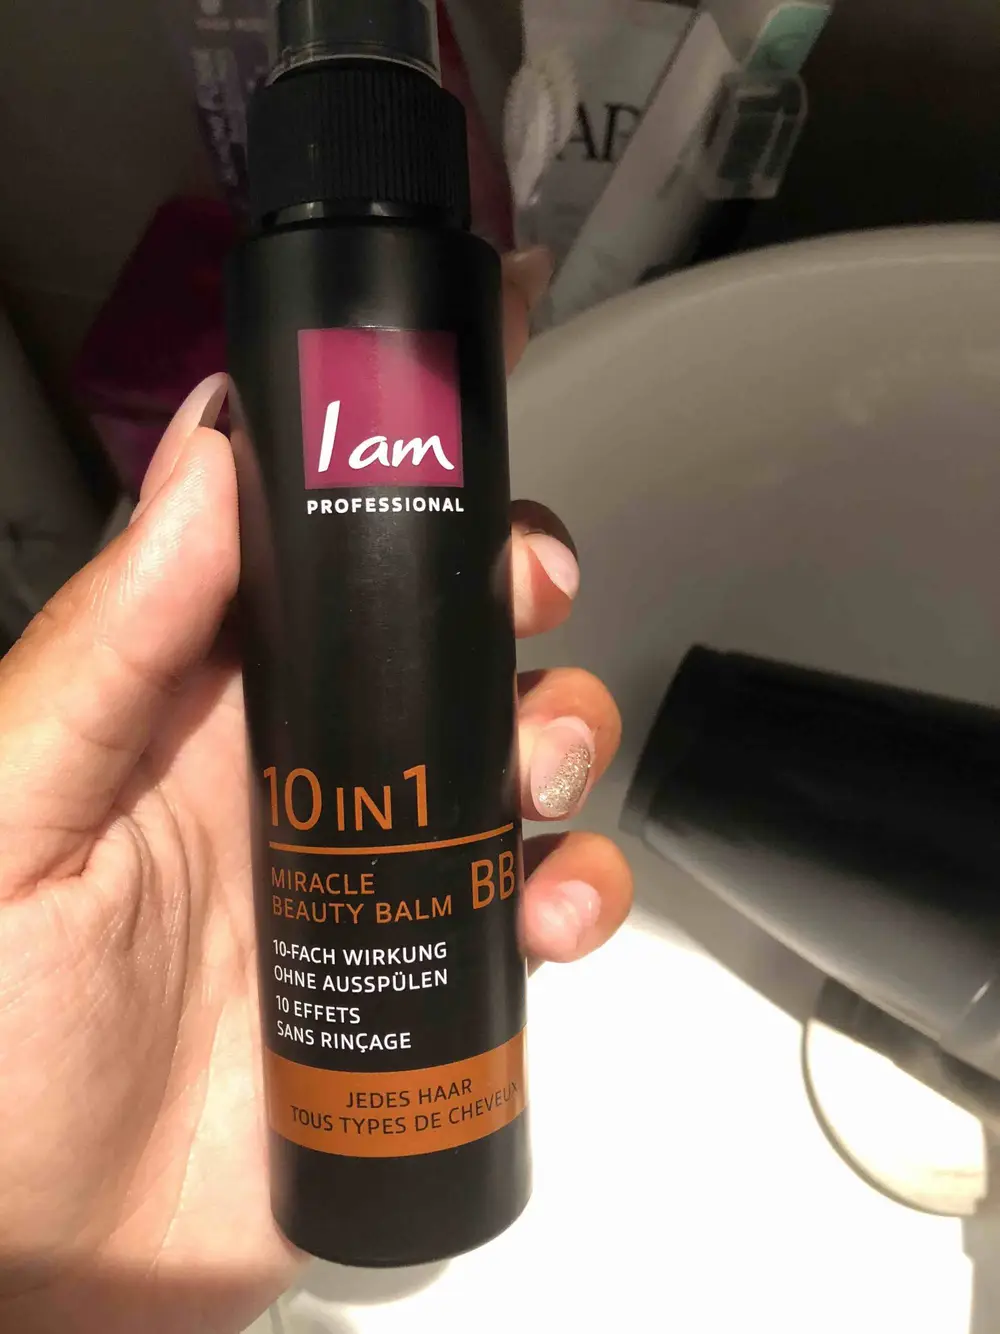 I am
PROFESSIONAL
10 IN 1
MIRACLE
BEAUTY BALM BB
10-FACH WIRKUNG
OHNE AUSSPÜLEN
10 EFFETS
SANS RINÇAGE
JEDES HAAR
TOUS TYPES DE CHEVEUX